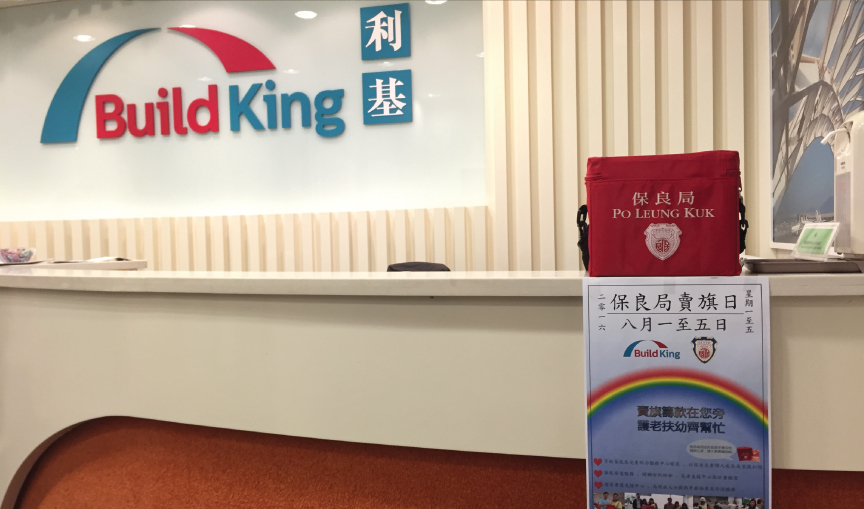 利
基
Build King
保良局
PO LEUNG KUK
二零一六
保良局賣旗日
八月一至五日
星期一至五
Build King
賣旗籌款在您旁
護老扶幼齊幫忙